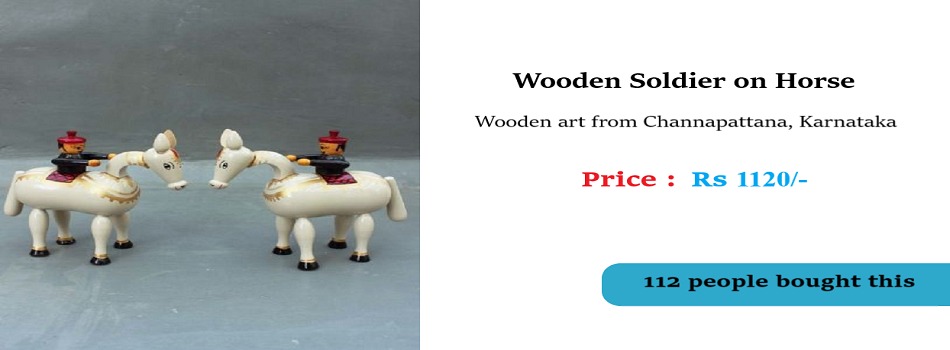 Wooden Soldier on Horse
Wooden art from Channapattana, Karnataka
Price : Rs 1120/-
112 people bought this